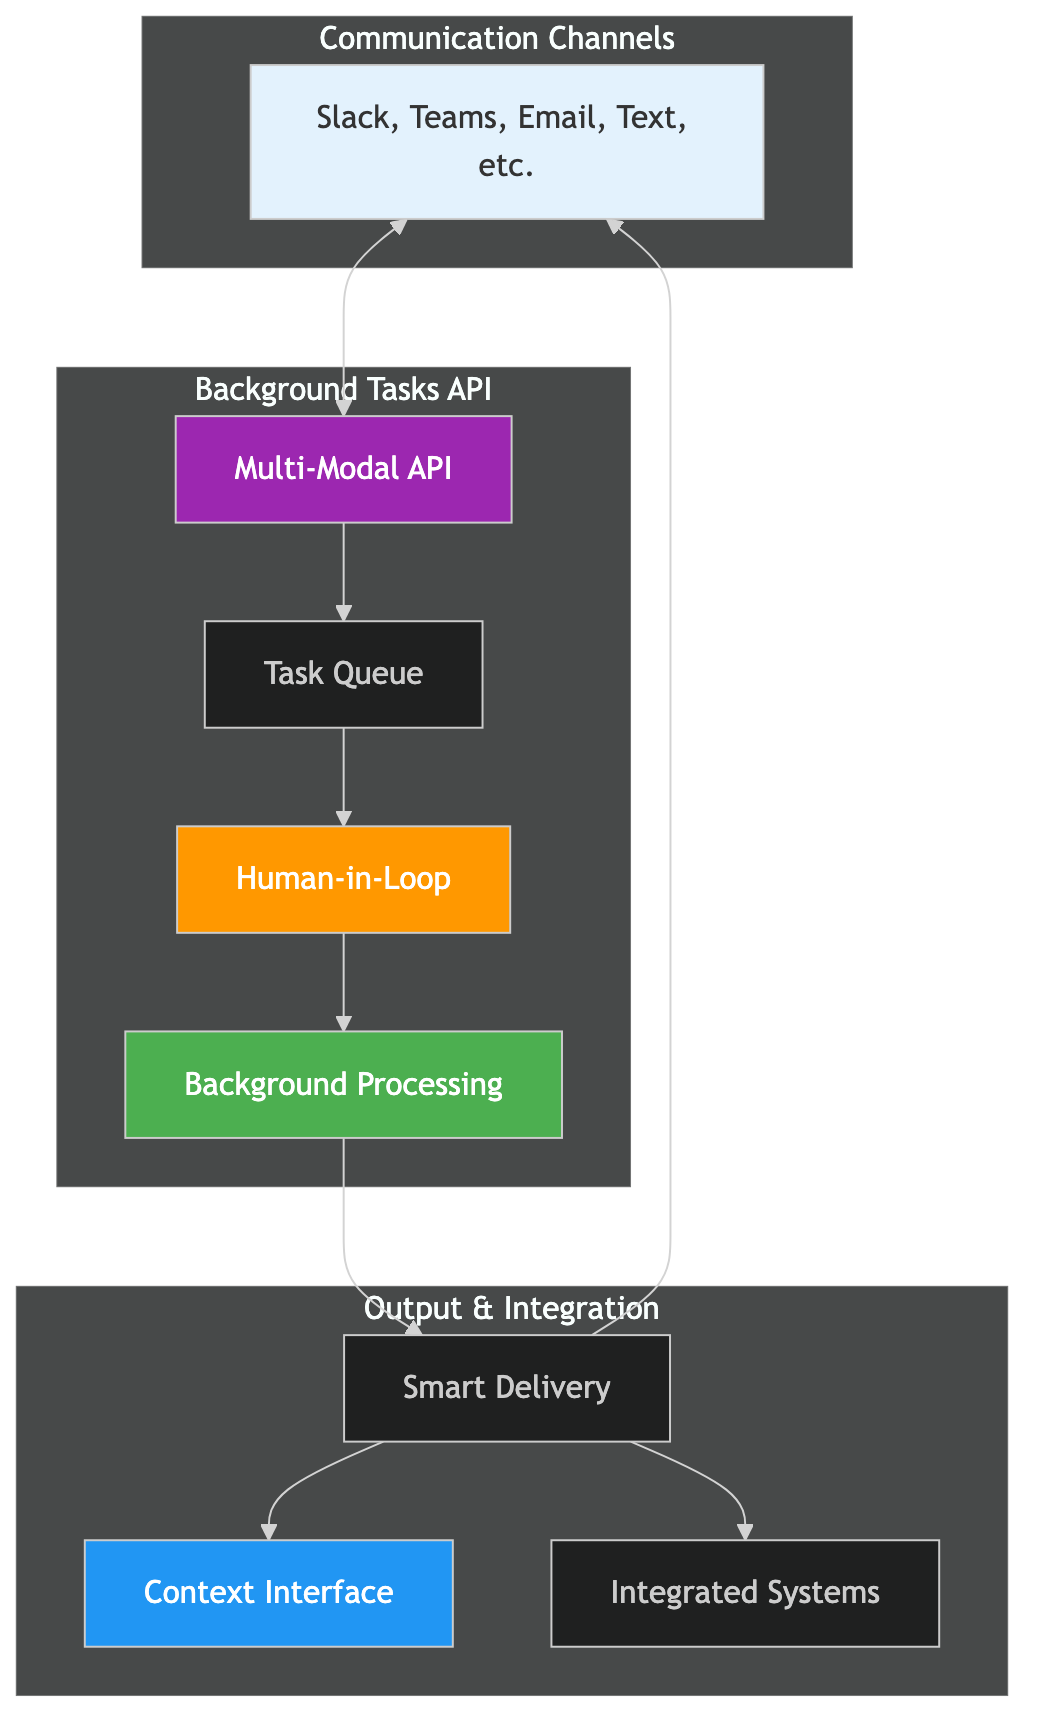 Communication Channels
Slack, Teams, Email, Text,
etc.
Background Tasks API
Multi-Modal API
Task Queue
Human-in-Loop
Background Processing
Output & Integration
Smart Delivery
Context Interface
Integrated Systems